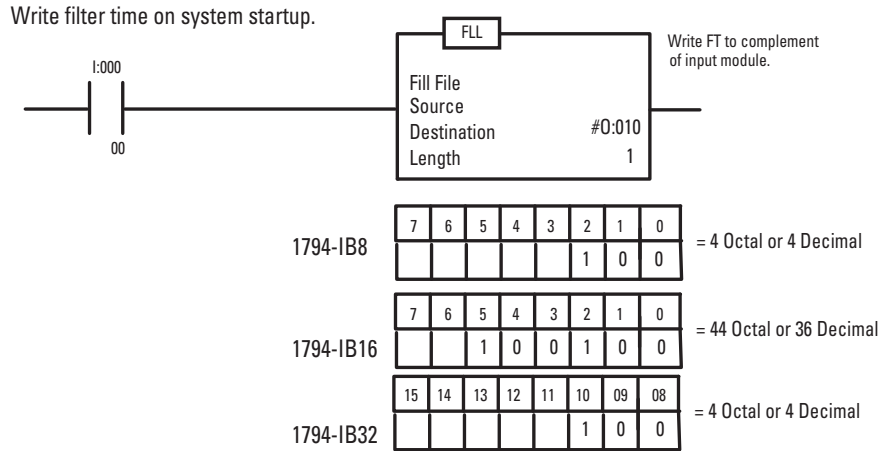 Write filter time on system startup.
FLL
Write FT to complement
of input module.
I:000
00
Fill File
Source
Destination #O:010
Length 1
1794-IB8
7 6 5 4 3 2 1 0
1 0 0
= 4 Octal or 4 Decimal
1794-IB16
7 6 5 4 3 2 1 0
1 0 0 1 0 0
= 44 Octal or 36 Decimal
1794-IB32
15 14 13 12 11 10 09 08
1 0 0
= 4 Octal or 4 Decimal